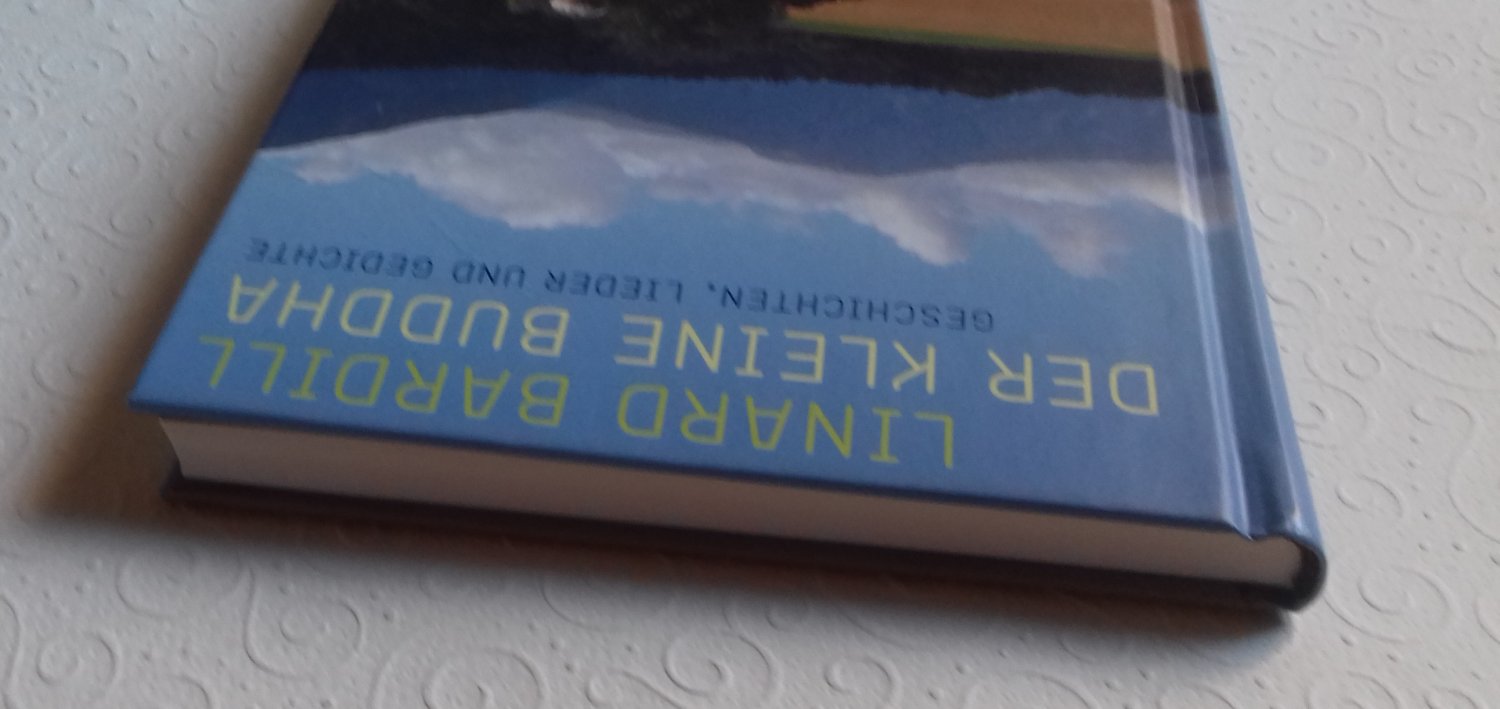 LINARD BARDILL
DER KLEINE BUDDHA
GESCHICHTEN, LIEDER UND GEDICHTE